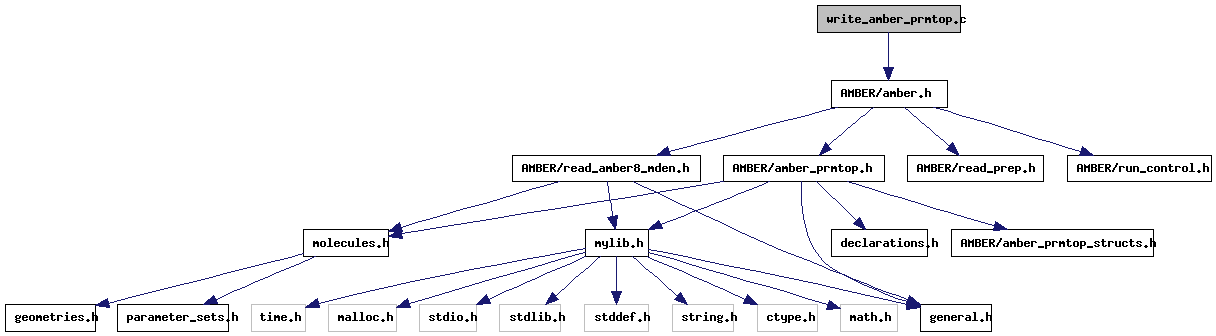 write_amber_prmtop.c
AMBER/amber.h
AMBER/read_amber8_mden.h
AMBER/amber_prmtop.h
AMBER/read_prep.h
AMBER/run_control.h
molecules.h
mylib.h
declarations.h
AMBER/amber_prmtop_structs.h
geometries.h
parameter_sets.h
time.h
malloc.h
stdio.h
stdlib.h
stddef.h
string.h
ctype.h
math.h
general.h